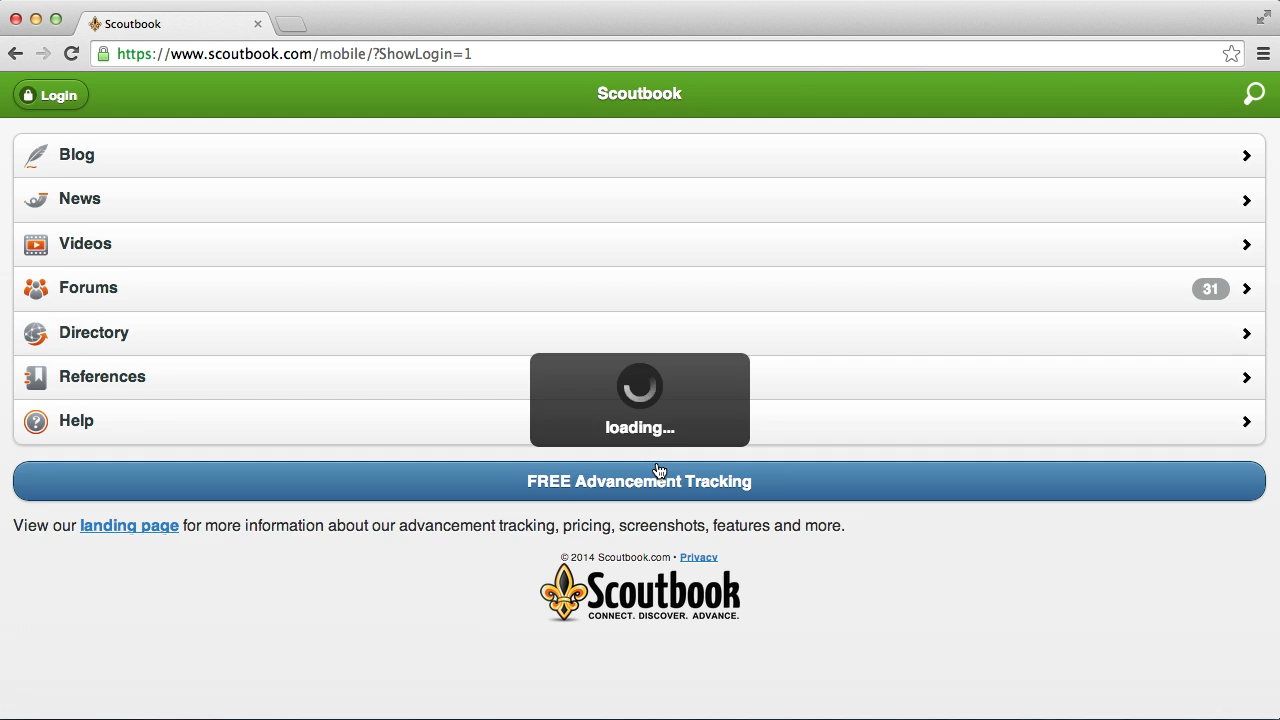 Scoutbook
https://www.scoutbook.com/mobile/?ShowLogin=1
Login
Scoutbook
Blog
News
Videos
Forums 31
Directory
References
Help
loading...
FREE Advancement Tracking
View our landing page for more information about our advancement tracking, pricing, screenshots, features and more.
© 2014 Scoutbook.com • Privacy
Scoutbook
CONNECT. DISCOVER. ADVANCE.